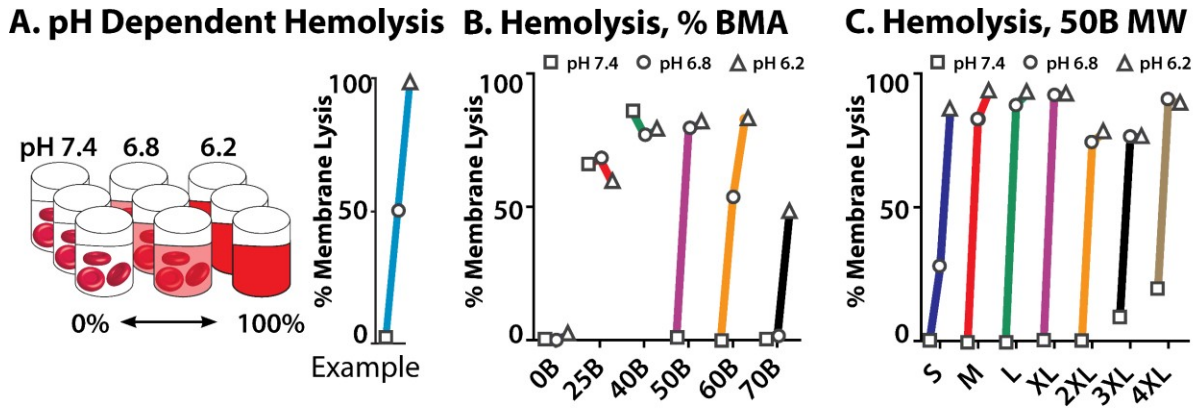 A. pH Dependent Hemolysis
pH 7.4 6.8 6.2
0% 100%
% Membrane Lysis
100
50
0
Example
B. Hemolysis, % BMA
pH 7.4 pH 6.8 pH 6.2
% Membrane Lysis
100
50
0
0B 25B 40B 50B 60B 70B
C. Hemolysis, 50B MW
pH 7.4 pH 6.8 pH 6.2
% Membrane Lysis
100
50
0
S M L XL 2XL 3XL 4XL